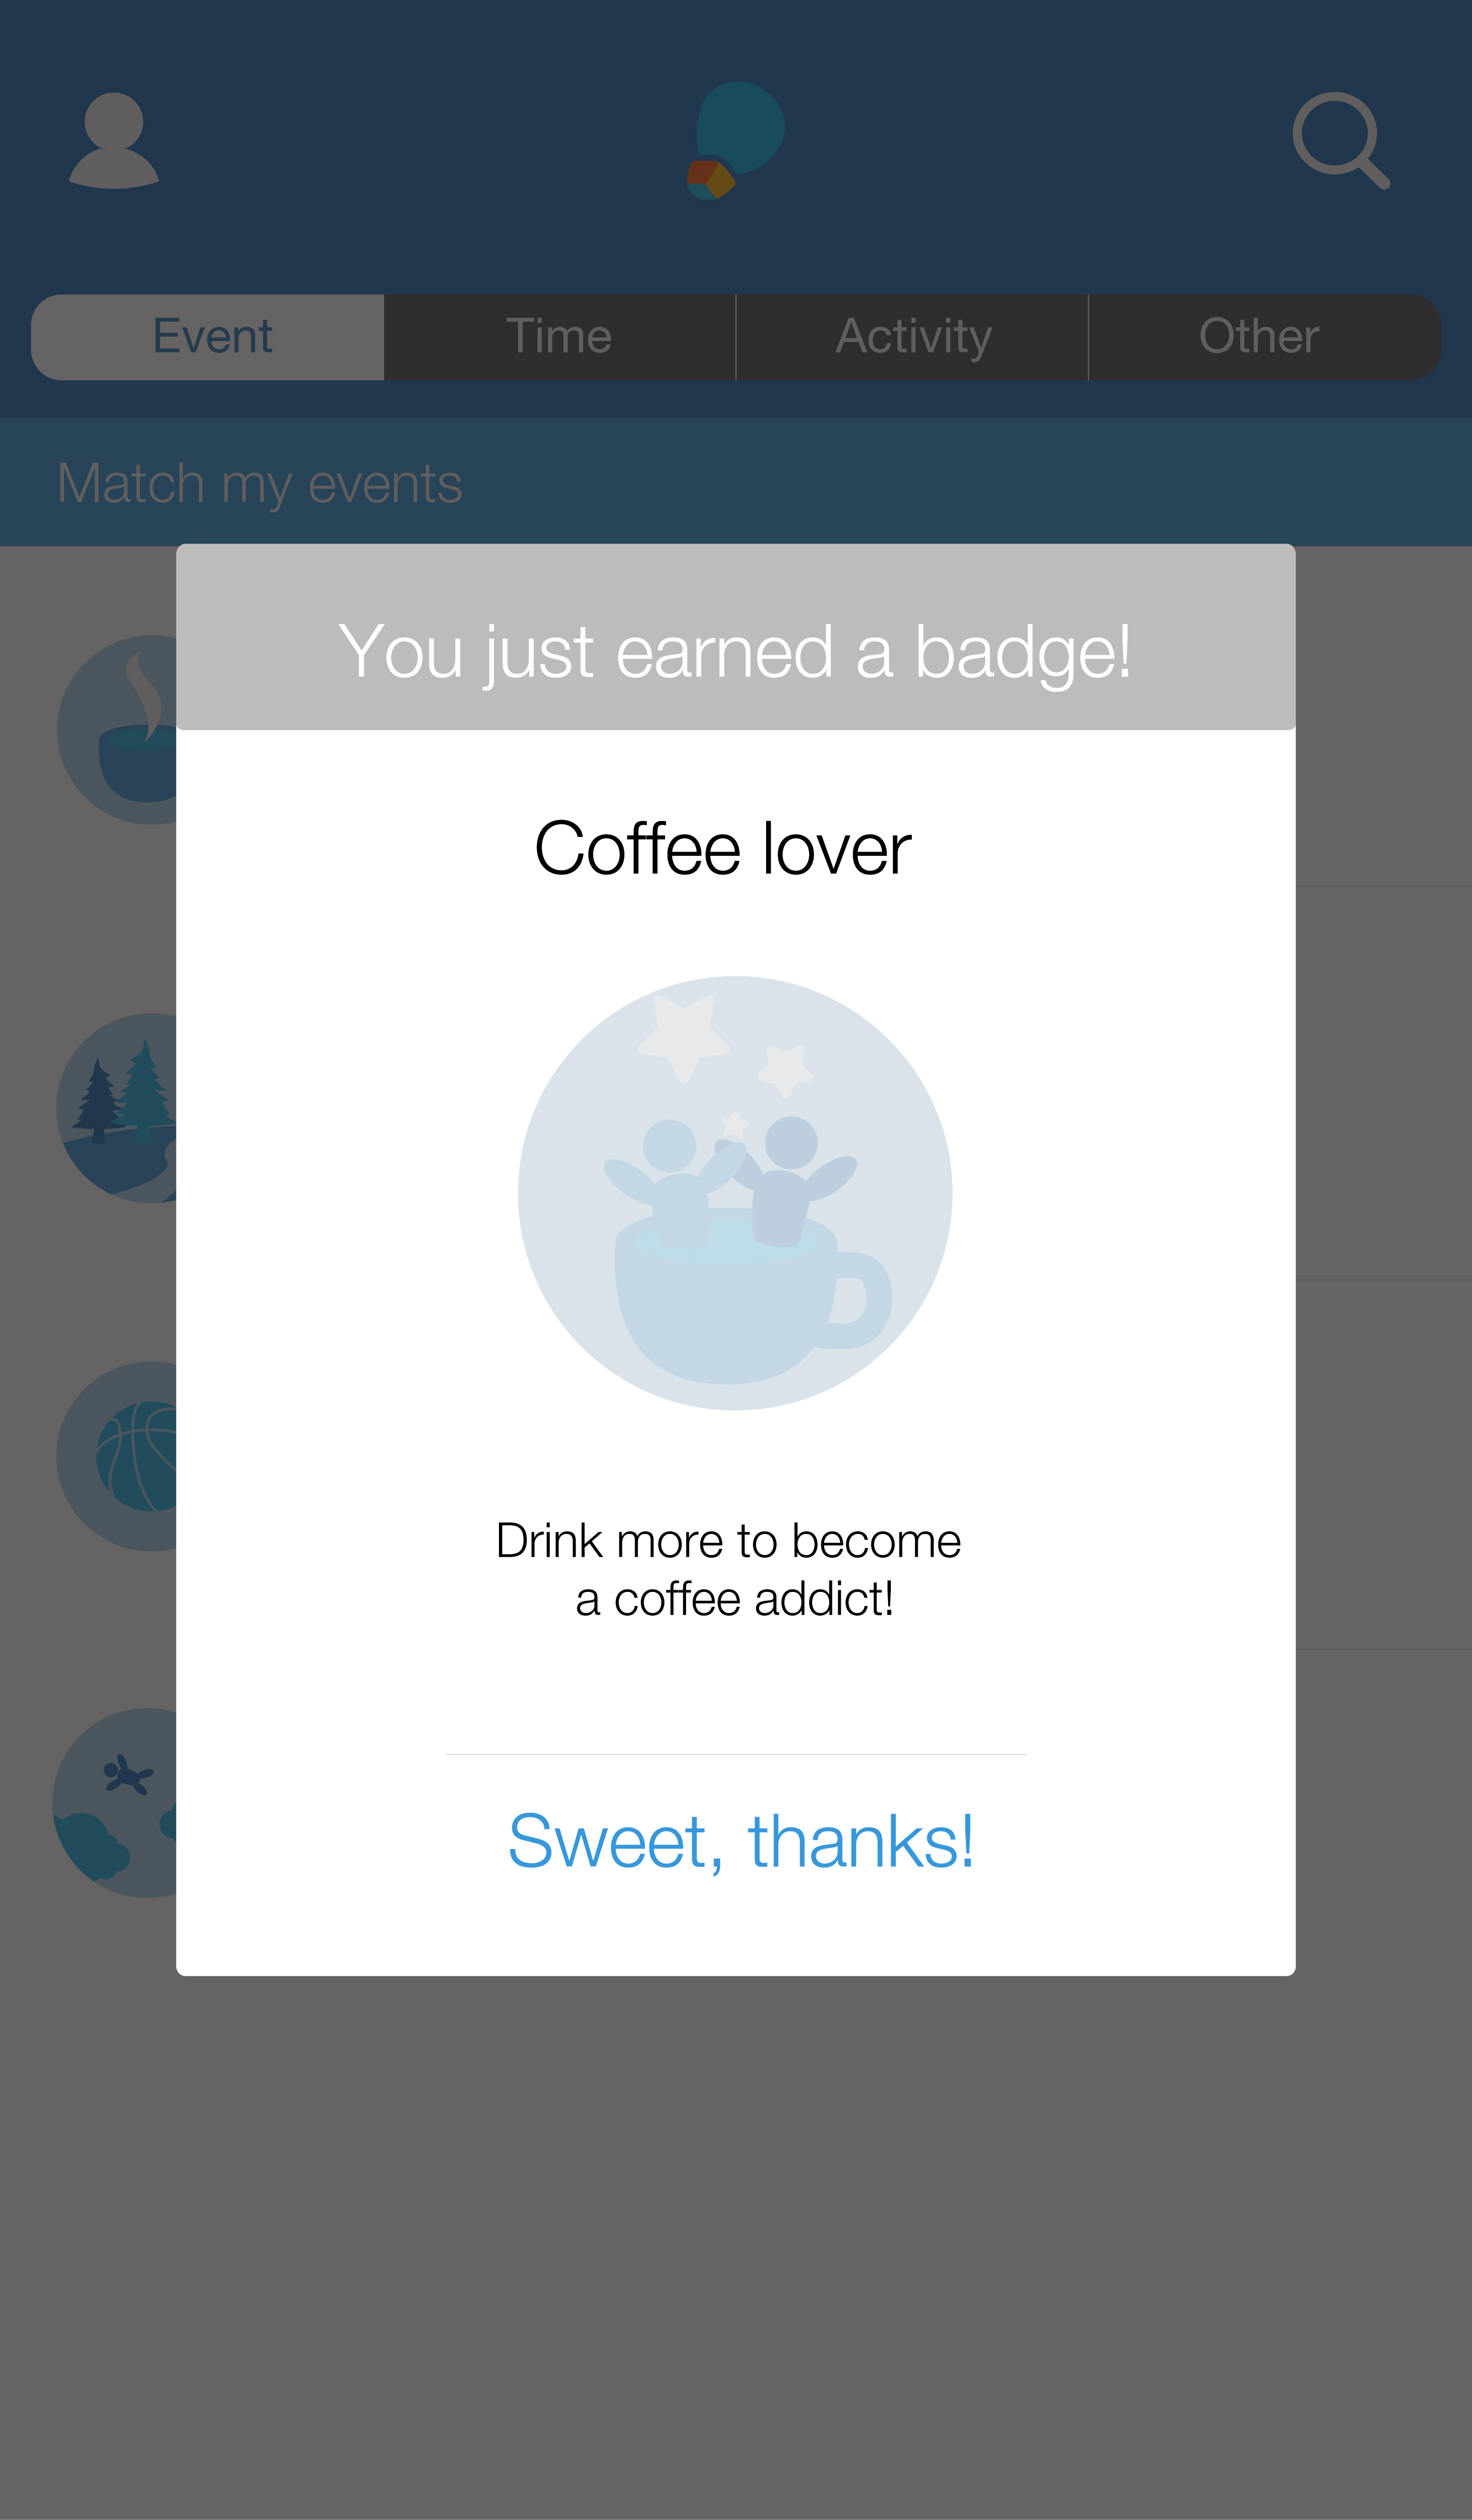 Event Time Activity Other
Match my events
You just earned a badge!
Coffee lover
Drink more to become
a coffee addict!
Sweet, thanks!